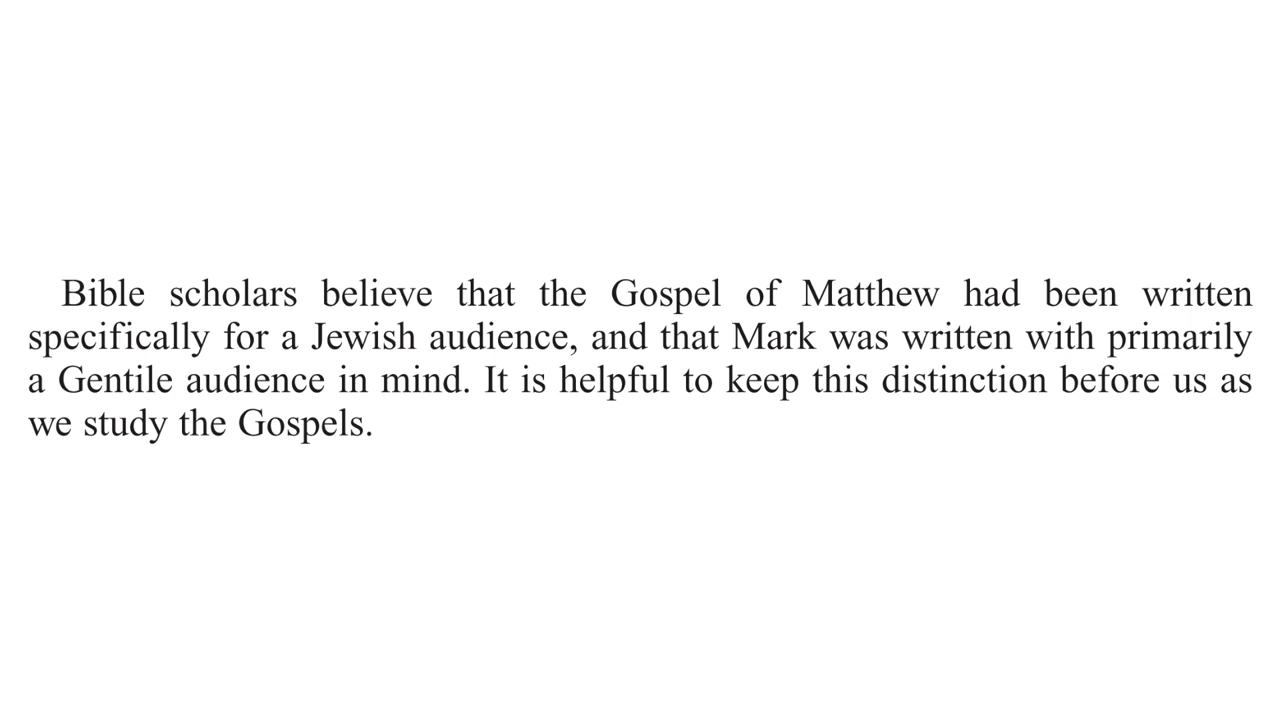 Bible scholars believe that the Gospel of Matthew had been written
specifically for a Jewish audience, and that Mark was written with primarily
a Gentile audience in mind. It is helpful to keep this distinction before us as
we study the Gospels.